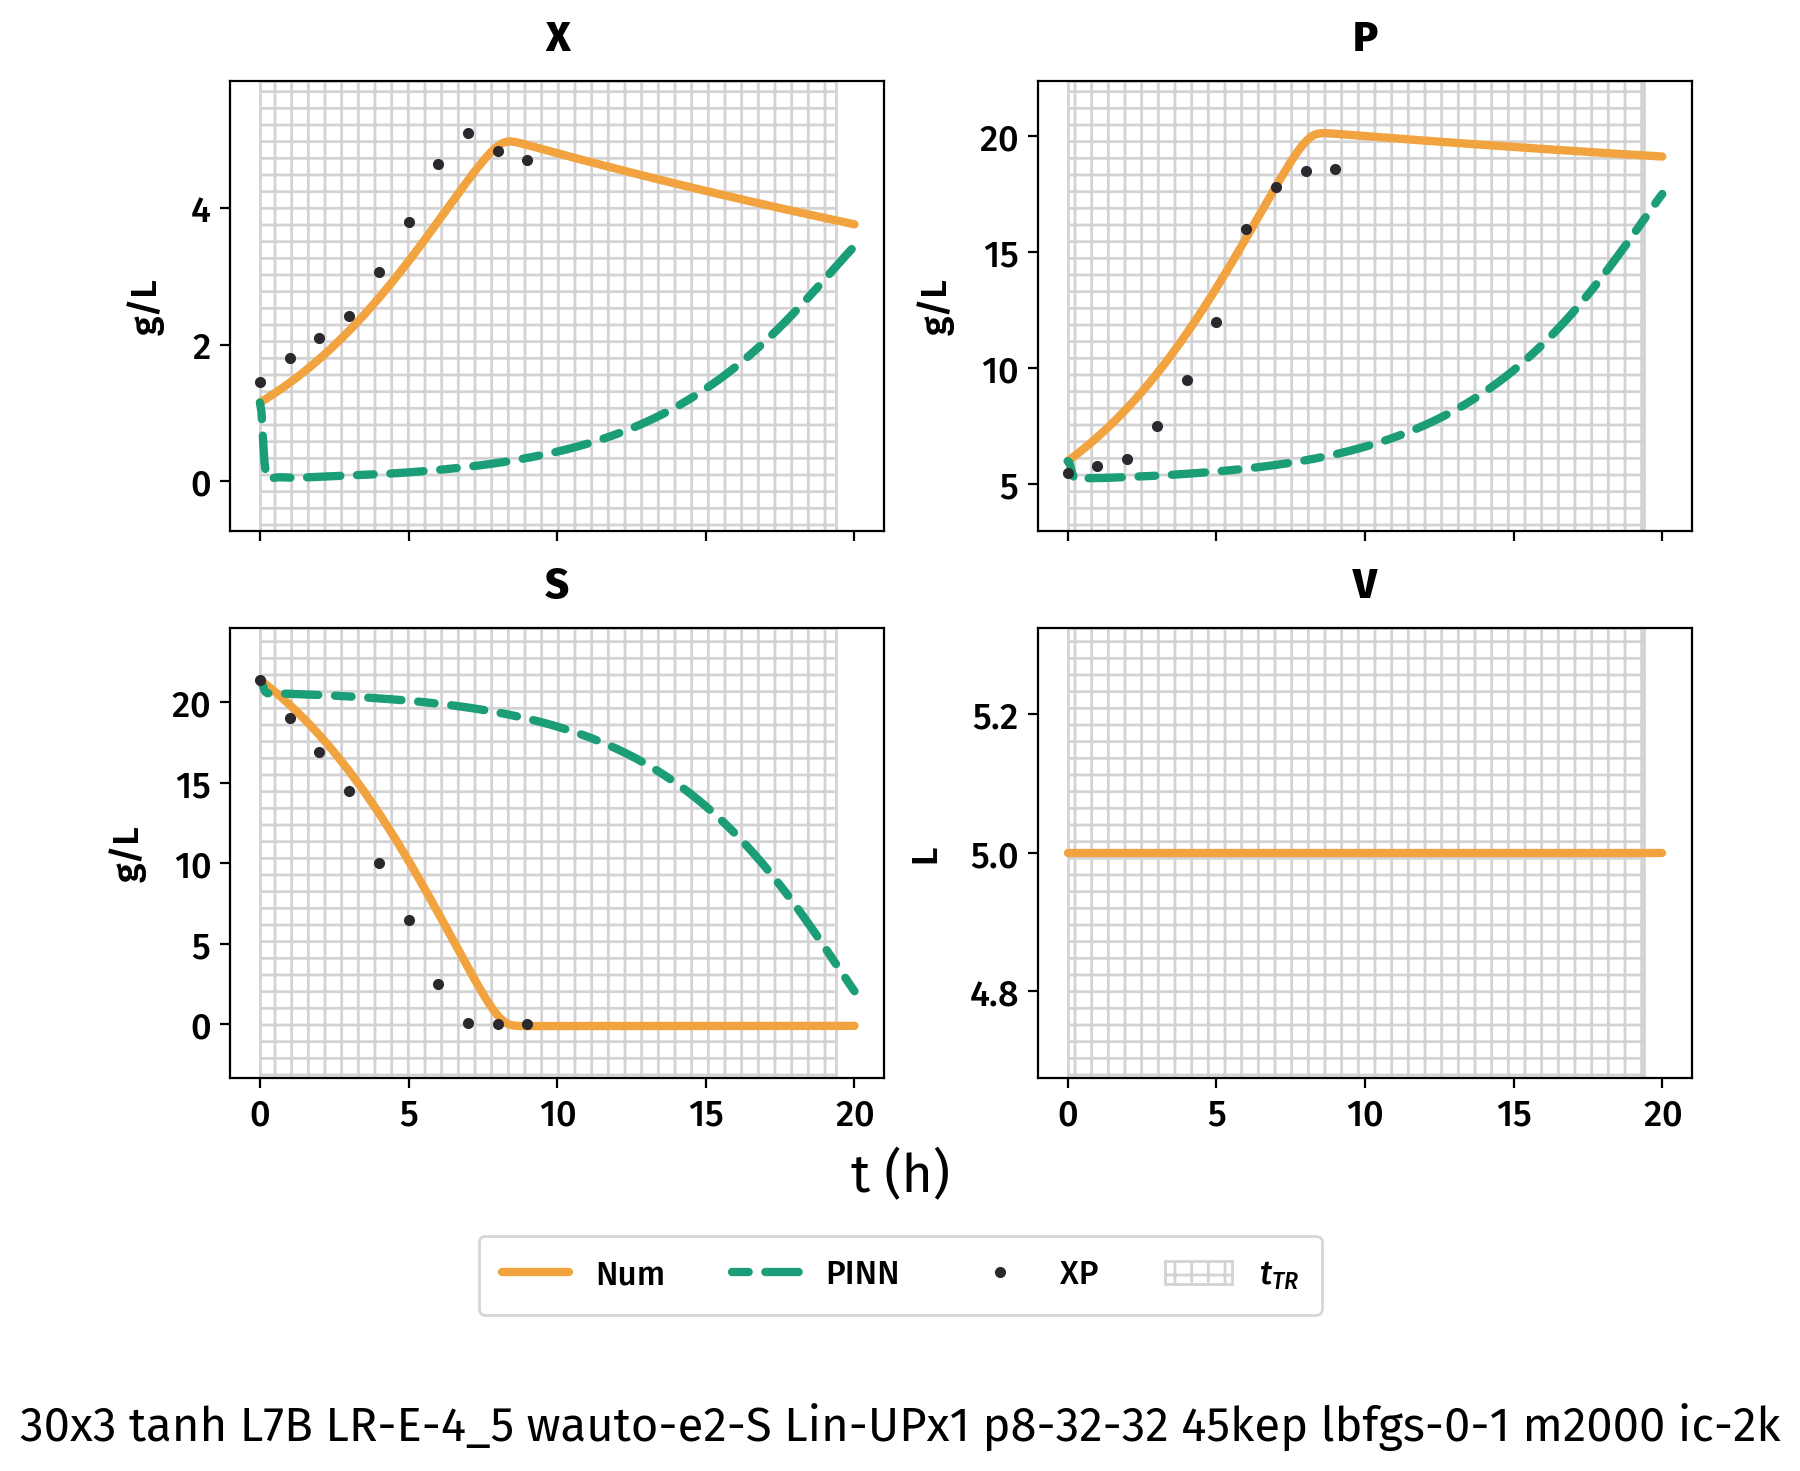 X
P
g/L
4
2
0
g/L
20
15
10
5
S
V
g/L
20
15
10
5
0
L
5.2
5.0
4.8
0 5 10 15 20
0 5 10 15 20
t (h)
Num PINN XP tTR
30x3 tanh L7B LR-E-4_5 wauto-e2-S Lin-UPx1 p8-32-32 45kep lbfgs-0-1 m2000 ic-2k